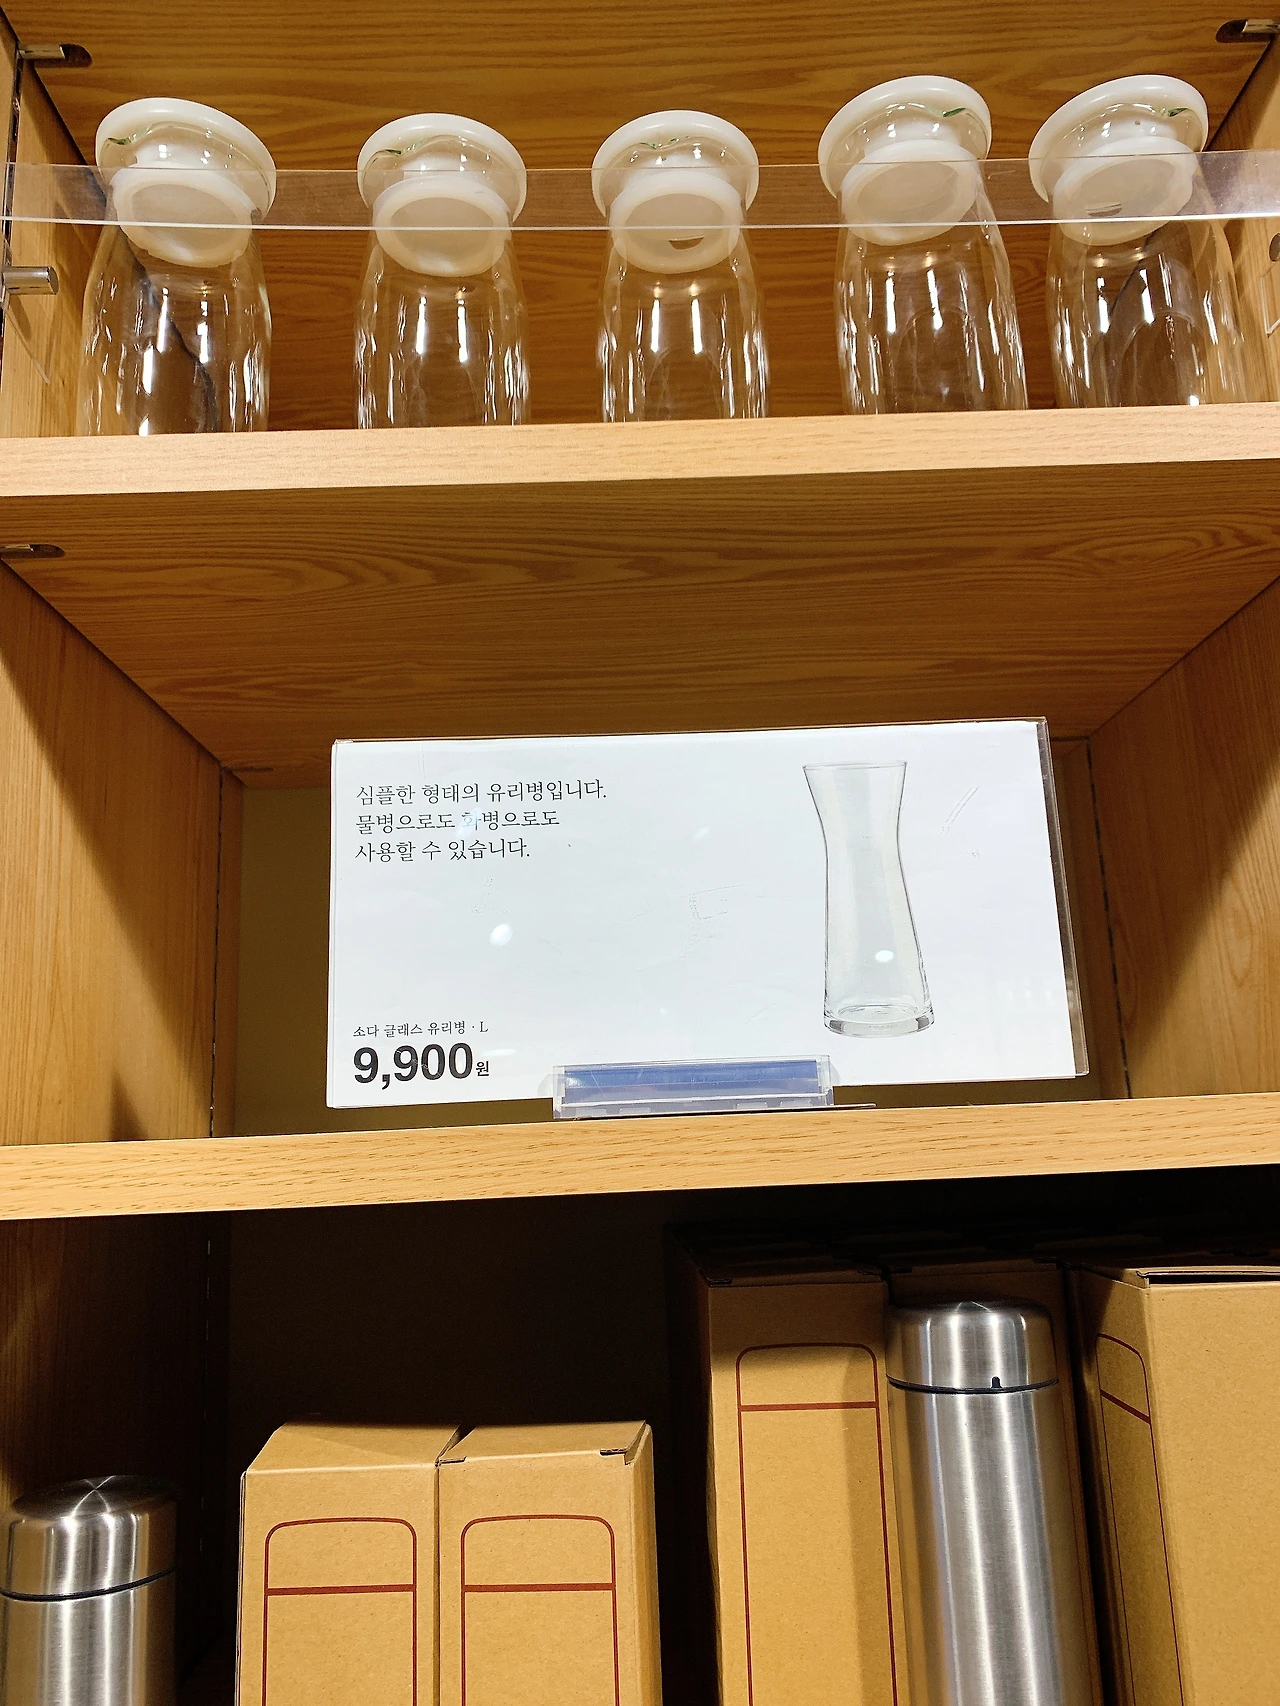 심플한 형태의 유리병입니다.
물병으로도 화병으로도
사용할 수 있습니다.
소다 글래스 유리병 · L
9,900원